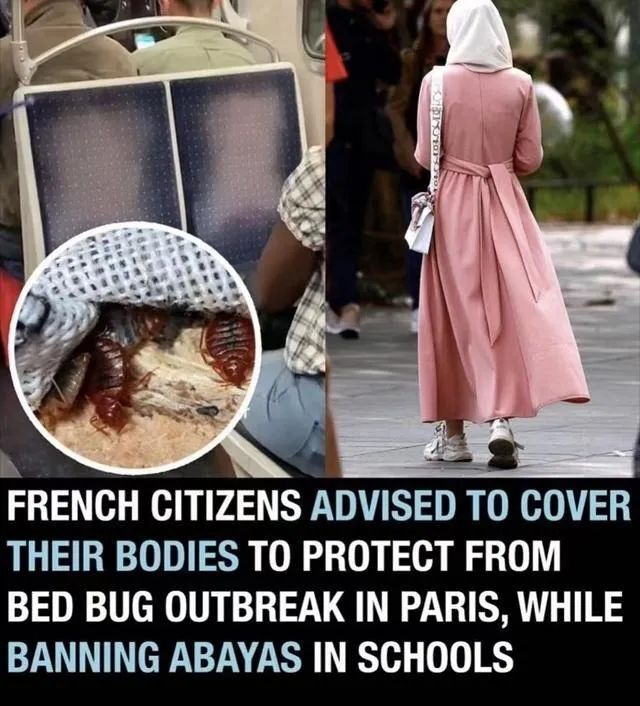 FRENCH CITIZENS ADVISED TO COVER
THEIR BODIES TO PROTECT FROM
BED BUG OUTBREAK IN PARIS, WHILE
BANNING ABAYAS IN SCHOOLS